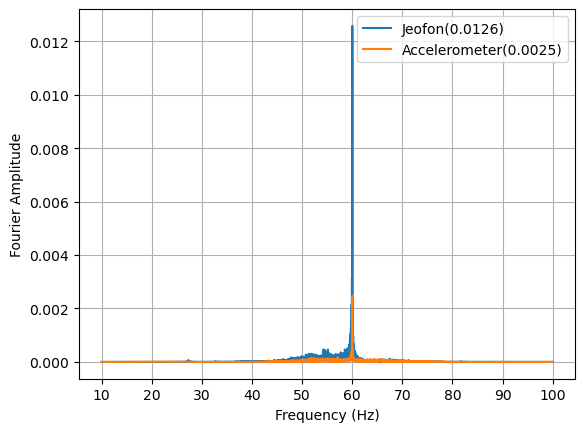 Jeofon(0.0126)
Accelerometer(0.0025)
Fourier Amplitude
0.012
0.010
0.008
0.006
0.004
0.002
0.000
10 20 30 40 50 60 70 80 90 100
Frequency (Hz)